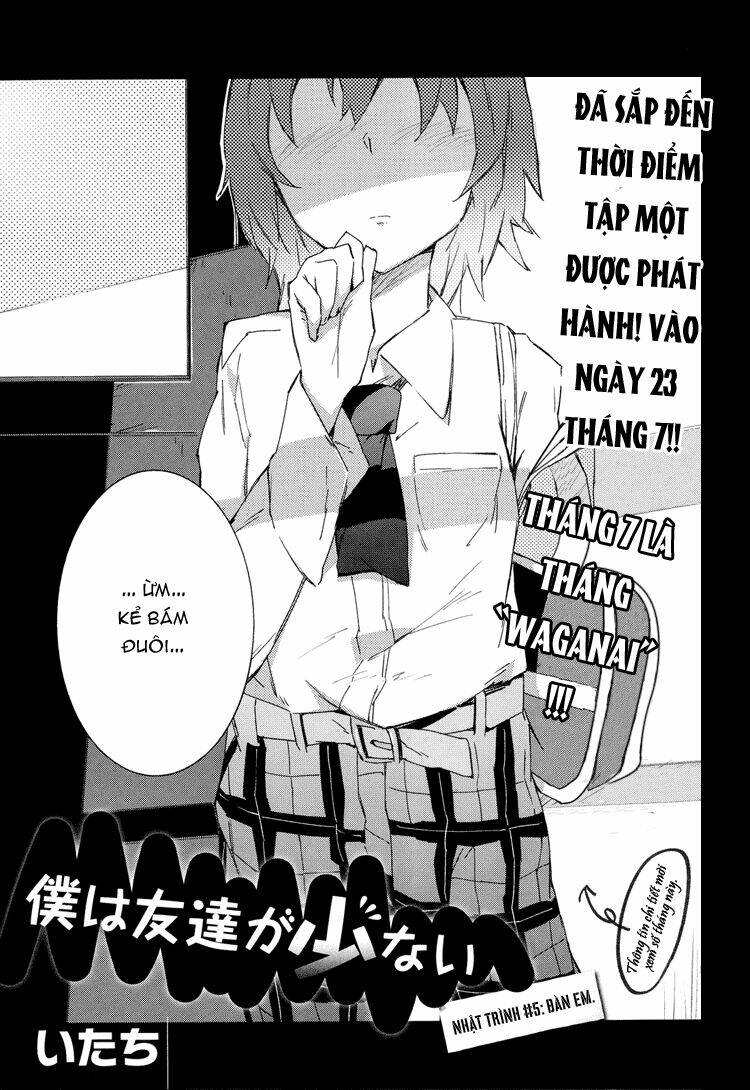 ĐÃ SẮP ĐẾN
THỜI ĐIỂM
TẬP MỘT
ĐƯỢC PHÁT
HÀNH! VÀO
NGÀY 23
THÁNG 7!!
THÁNG 7 LÀ
THÁNG
“WAGANAI”
!!!
... ỪM...
KẺ BÁM
ĐUÔI...
Thông tin chi tiết mời
xem số tháng này.
僕は友達が少ない
NHẬT TRÌNH #5: BÀN EM.
いたち